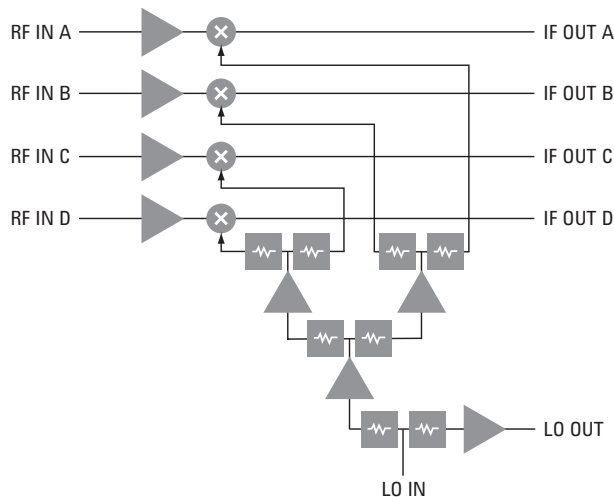 RF IN A
IF OUT A
RF IN B
IF OUT B
RF IN C
IF OUT C
RF IN D
IF OUT D
LO OUT
LO IN